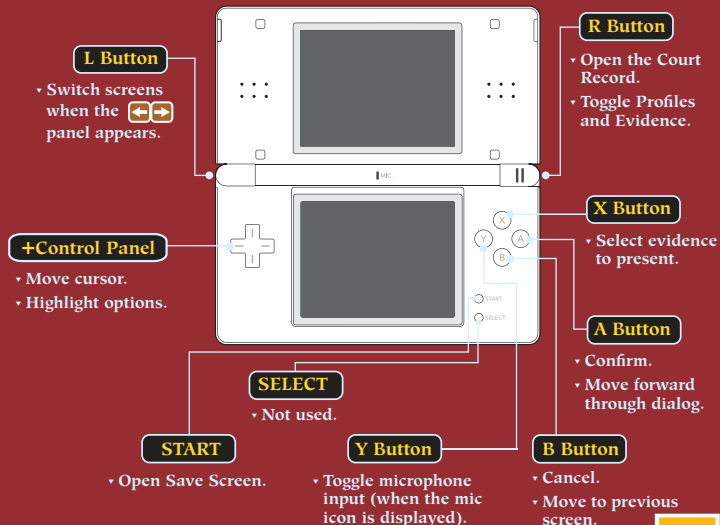 R Button
▾ Open the Court
Record.
▾ Toggle Profiles
and Evidence.
L Button
▾ Switch screens
when the
panel appears.
MIC.
X Button
▾ Select evidence
to present.
X
Y
A
B
+Control Panel
▾ Move cursor.
▾ Highlight options.
START
SELECT
A Button
▾ Confirm.
▾ Move forward
through dialog.
SELECT
▾ Not used.
START
▾ Open Save Screen.
Y Button
▾ Toggle microphone
input (when the mic
icon is displayed).
B Button
▾ Cancel.
▾ Move to previous
screen.